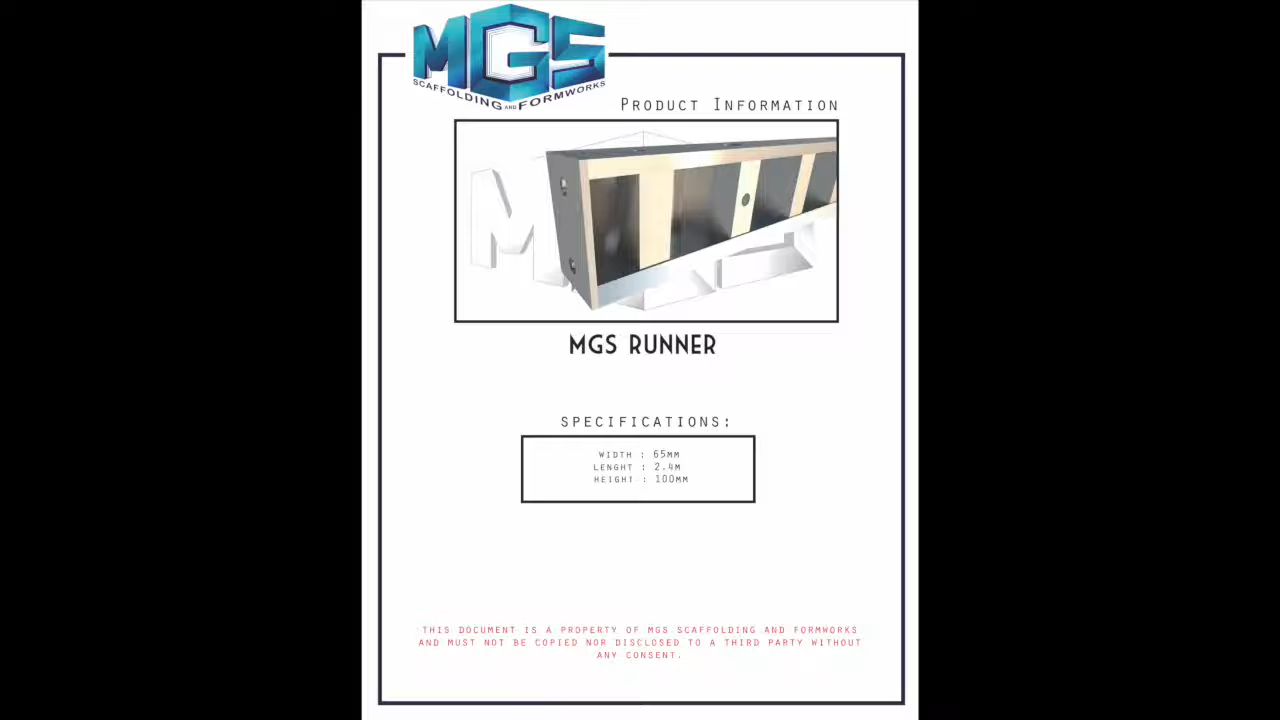 MGS
SCAFFOLDING AND FORMWORKS
PRODUCT INFORMATION
MGS RUNNER
SPECIFICATIONS:
WIDTH : 65MM
LENGHT : 2.4M
HEIGHT : 100MM
THIS DOCUMENT IS A PROPERTY OF MGS SCAFFOLDING AND FORMWORKS
AND MUST NOT BE COPIED NOR DISCLOSED TO A THIRD PARTY WITHOUT
ANY CONSENT.